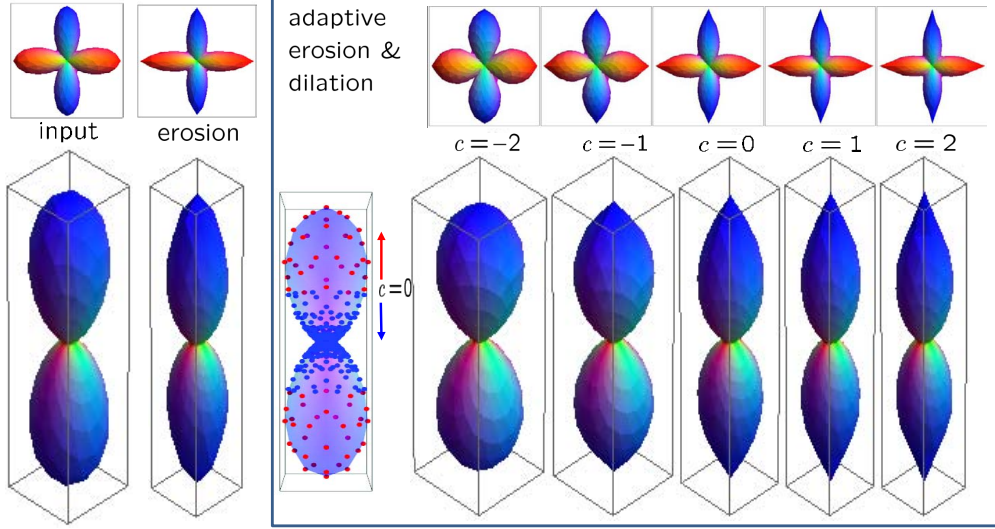 adaptive
erosion &
dilation
input erosion
c = -2 c = -1 c = 0 c = 1 c = 2
c=0